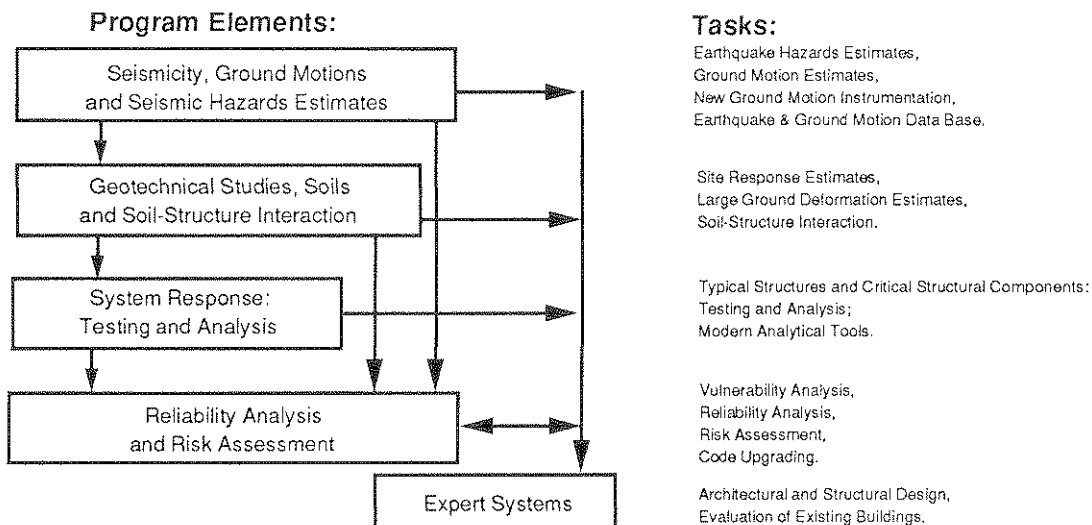 Program Elements:
Seismicity, Ground Motions
and Seismic Hazards Estimates
Geotechnical Studies, Soils
and Soil-Structure Interaction
System Response:
Testing and Analysis
Reliability Analysis
and Risk Assessment
Expert Systems
Tasks:
Earthquake Hazards Estimates,
Ground Motion Estimates,
New Ground Motion Instrumentation,
Earthquake & Ground Motion Data Base.
Site Response Estimates,
Large Ground Deformation Estimates,
Soil-Structure Interaction.
Typical Structures and Critical Structural Components:
Testing and Analysis;
Modern Analytical Tools.
Vulnerability Analysis,
Reliability Analysis,
Risk Assessment,
Code Upgrading.
Architectural and Structural Design,
Evaluation of Existing Buildings.